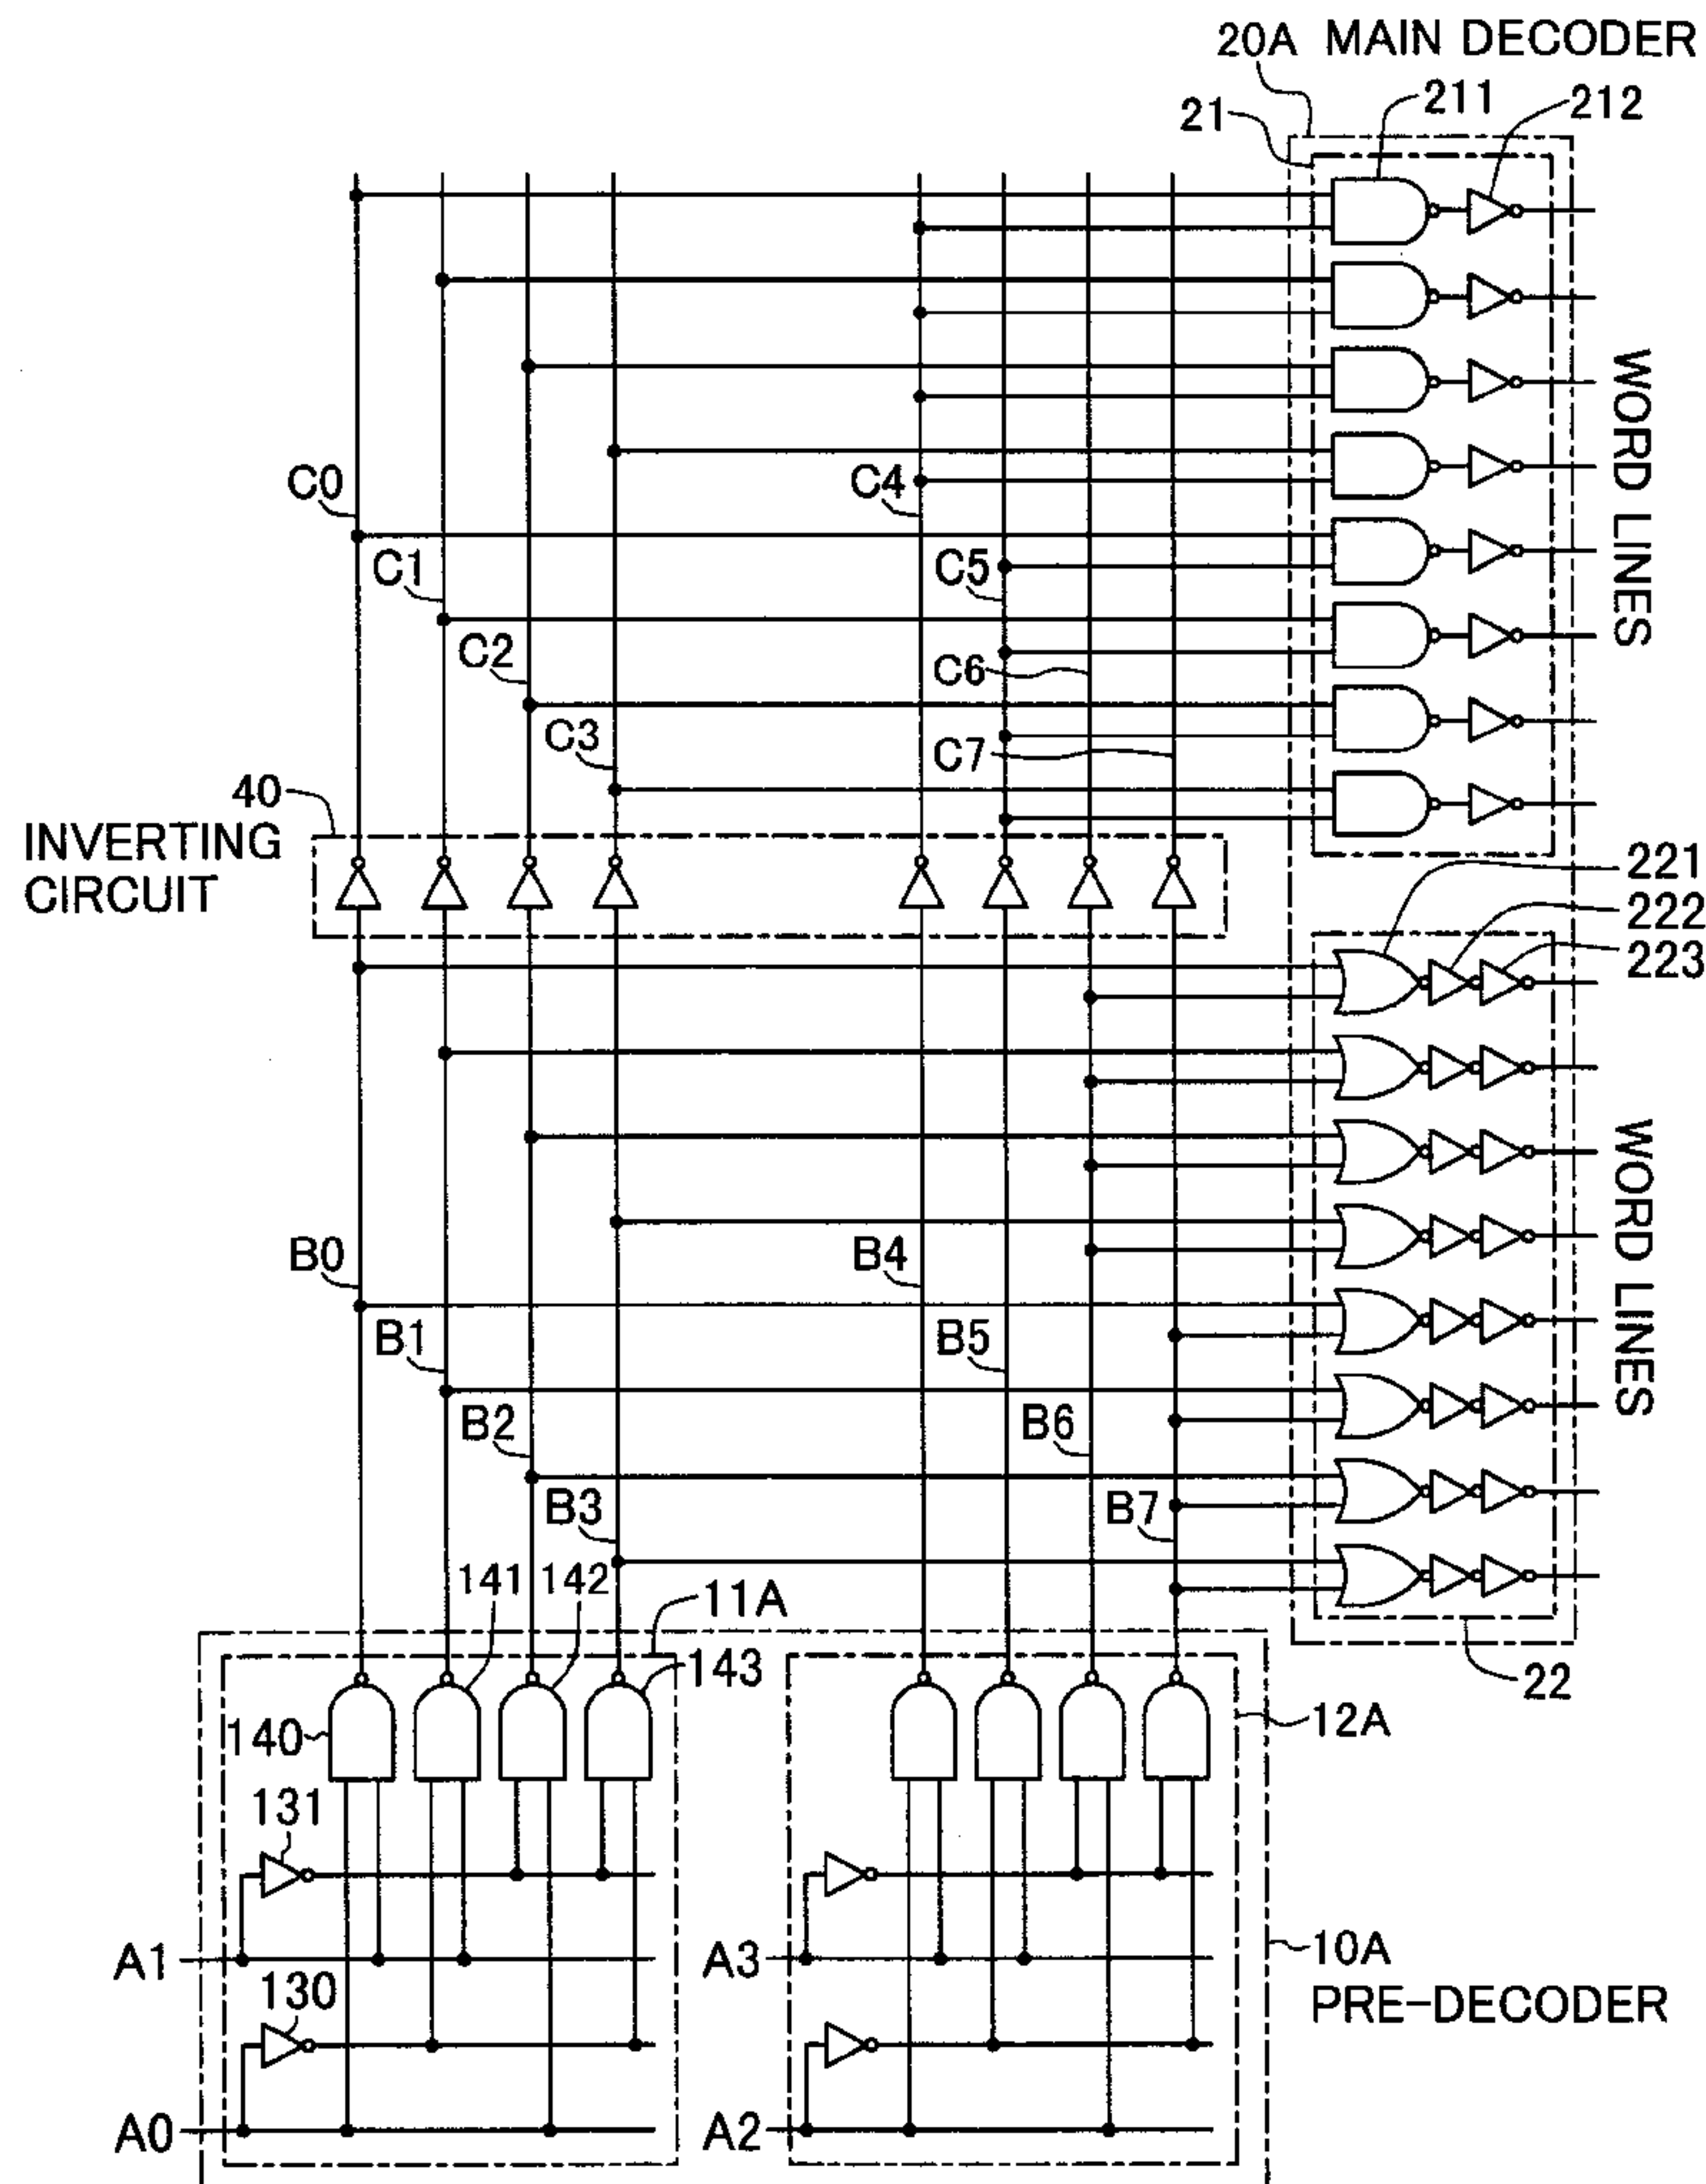 20A MAIN DECODER
21
211
212
C0
C1
C2
C3
C4
C5
C6
C7
WORD LINES
40
INVERTING
CIRCUIT
221
222
223
B0
B1
B2
B3
B4
B5
B6
B7
WORD LINES
141
142
11A
143
140
131
130
12A
22
A1
A0
A3
A2
10A
PRE-DECODER